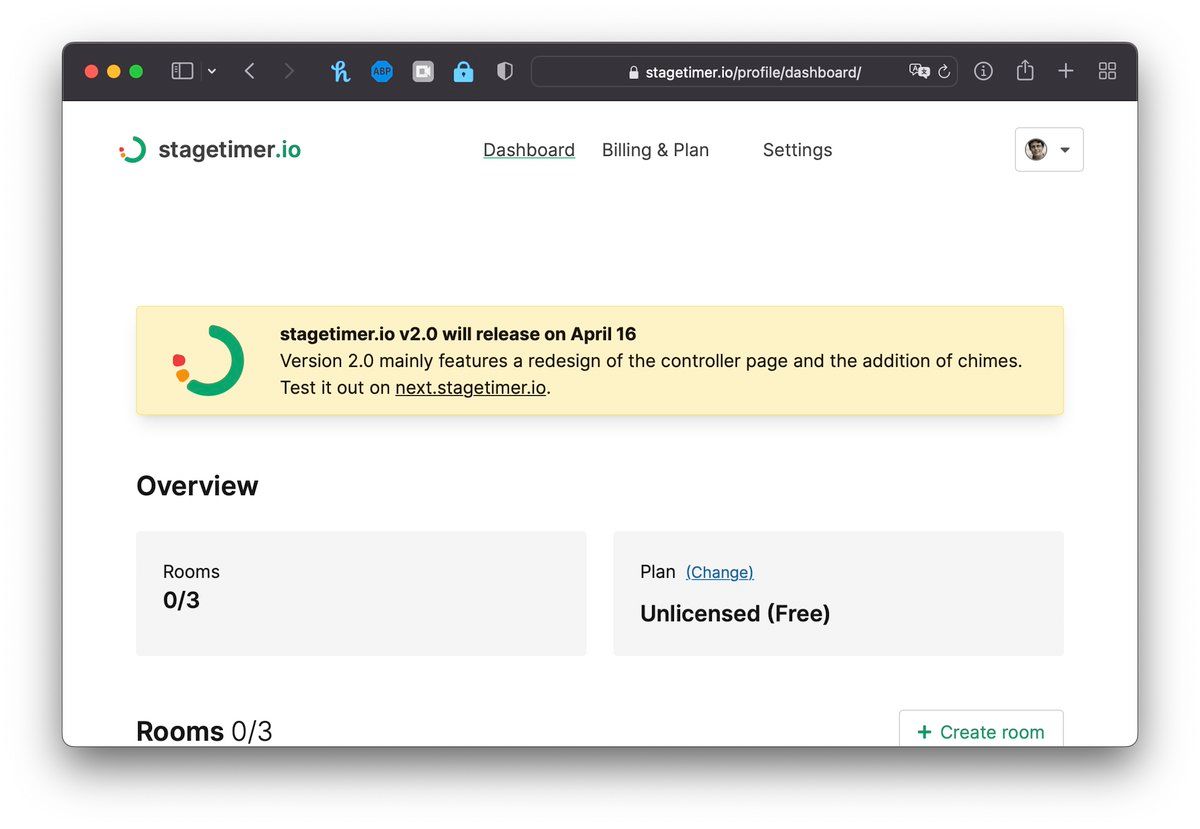 ABP
stagetimer.io/profile/dashboard/
stagetimer.io
Dashboard
Billing & Plan
Settings
stagetimer.io v2.0 will release on April 16
Version 2.0 mainly features a redesign of the controller page and the addition of chimes.
Test it out on next.stagetimer.io.
Overview
Rooms
0/3
Plan (Change)
Unlicensed (Free)
Rooms 0/3
+ Create room